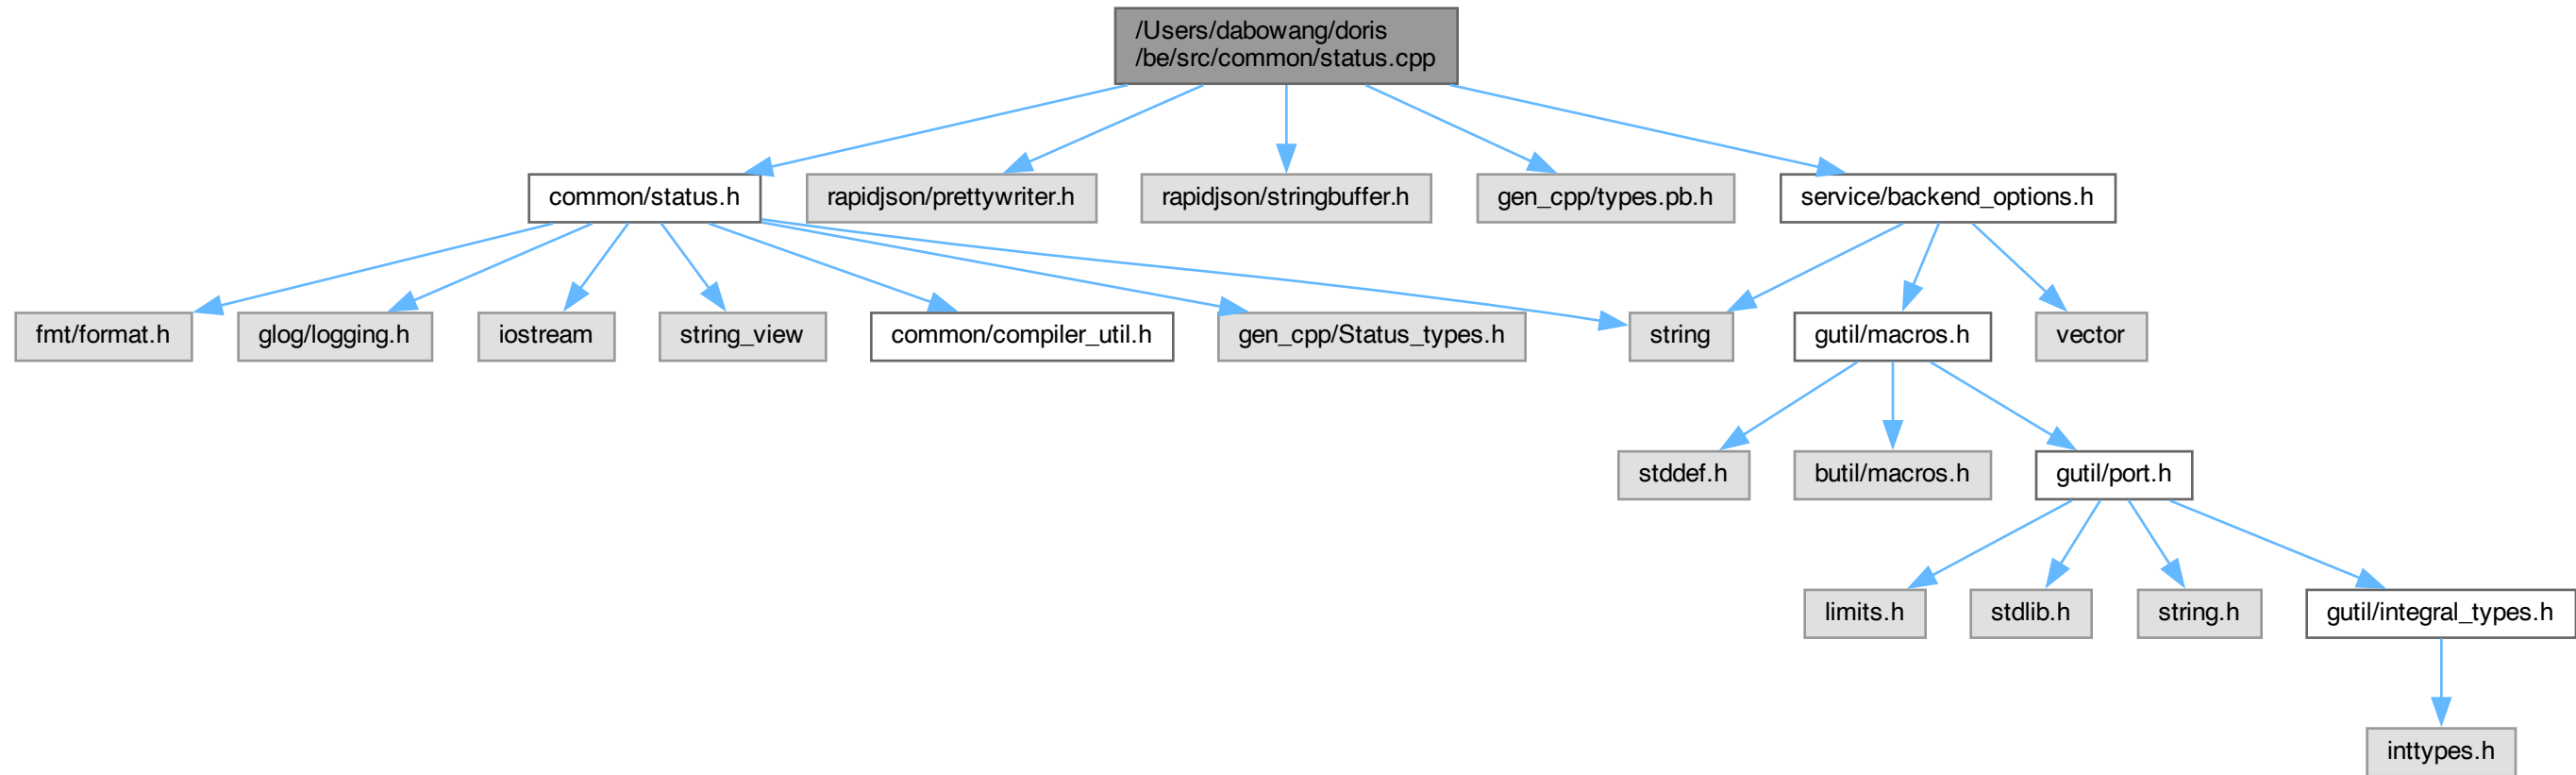 /Users/dabowang/doris
/be/src/common/status.cpp
common/status.h
rapidjson/prettywriter.h
rapidjson/stringbuffer.h
gen_cpp/types.pb.h
service/backend_options.h
fmt/format.h
glog/logging.h
iostream
string_view
common/compiler_util.h
gen_cpp/Status_types.h
string
gutil/macros.h
vector
stddef.h
butil/macros.h
gutil/port.h
limits.h
stdlib.h
string.h
gutil/integral_types.h
inttypes.h